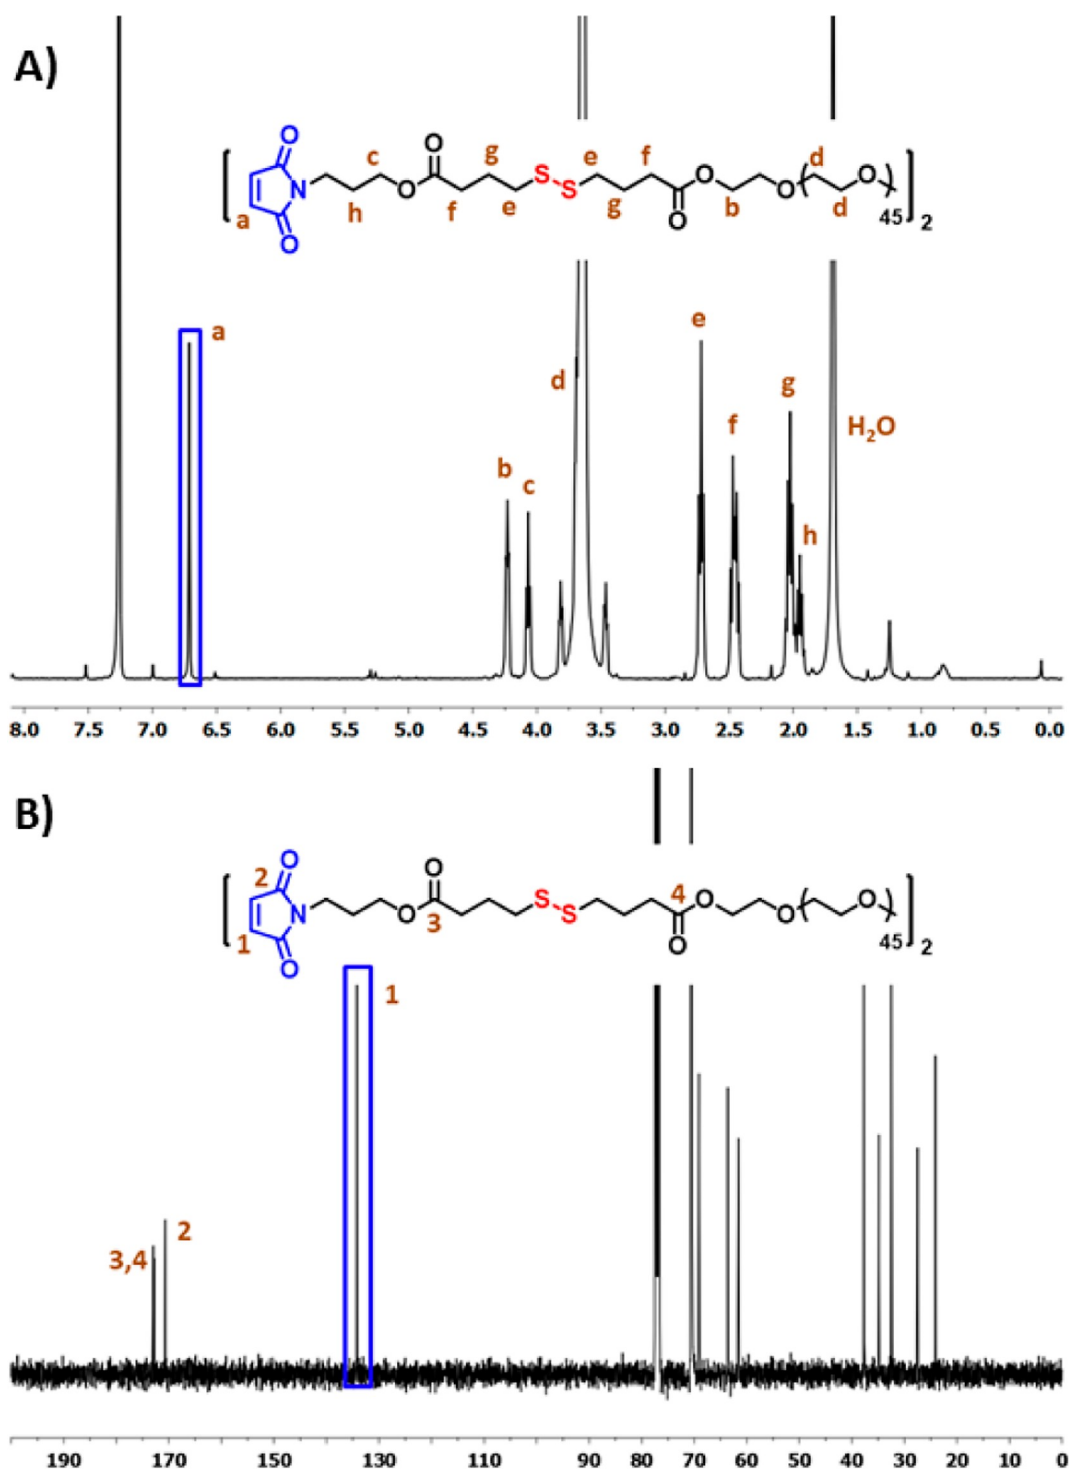 A)
O c O g e f d
N h O f e S S g O O b O d O 45 2
a O
a
d
b
c
e
f
g
h
H2O
8.0 7.5 7.0 6.5 6.0 5.5 5.0 4.5 4.0 3.5 3.0 2.5 2.0 1.5 1.0 0.5 0.0
B)
2 O O 4
N O 3 S S O O O O 45 2
1 O
1
2
3,4
190 170 150 130 110 90 80 70 60 50 40 30 20 10 0